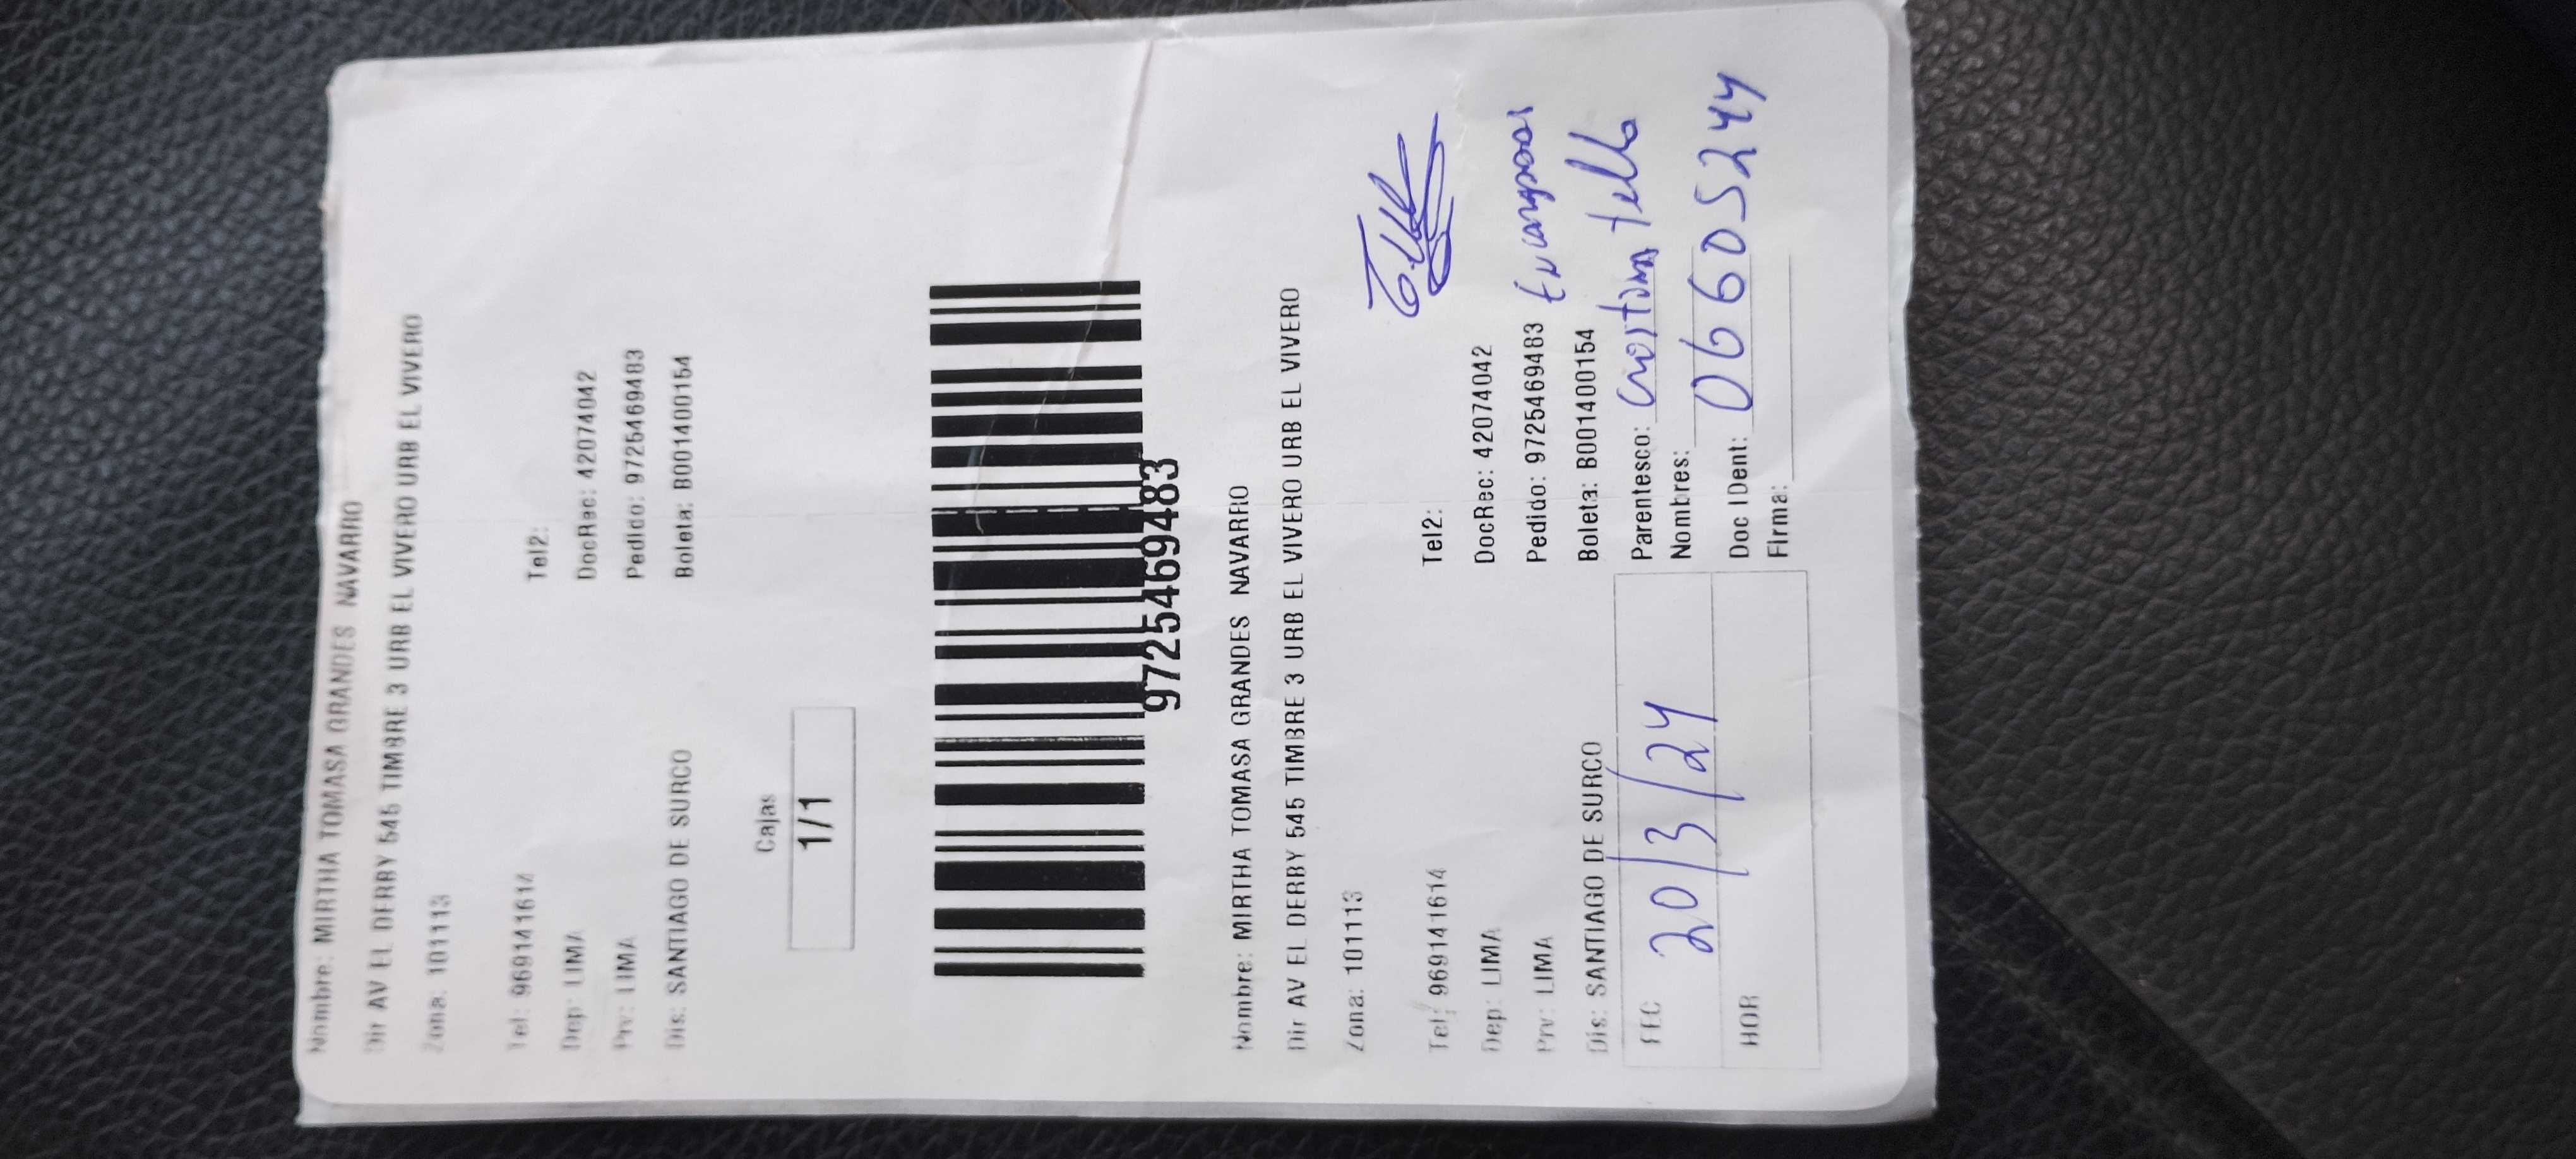 Nombre: MIRTHA TOMASA GRANDES NAVARRO
Dir AV EL DERBY 545 TIMBRE 3 URB EL VIVERO URB EL VIVERO
Zona: 101113
Tel: 969141614 Tel2:
Dep: LIMA DocRec: 42074042
Prv: LIMA Pedido: 972546948​3
Dis: SANTIAGO DE SURCO Boleta: B001400154
Cajas
1/1
9725469483
Nombre: MIRTHA TOMASA GRANDES NAVARRO
Dir AV EL DERBY 545 TIMBRE 3 URB EL VIVERO URB EL VIVERO
Zona: 101113
Tel: 969141614 Tel2:
Dep: LIMA DocRec: 42074042
Prv: LIMA Pedido: 9725469483
Dis: SANTIAGO DE SURCO Boleta: B001400154
FEC 20/3/24 Parentesco: Tello
Nombres:
HOR Doc IDent: 06605244
Firma: